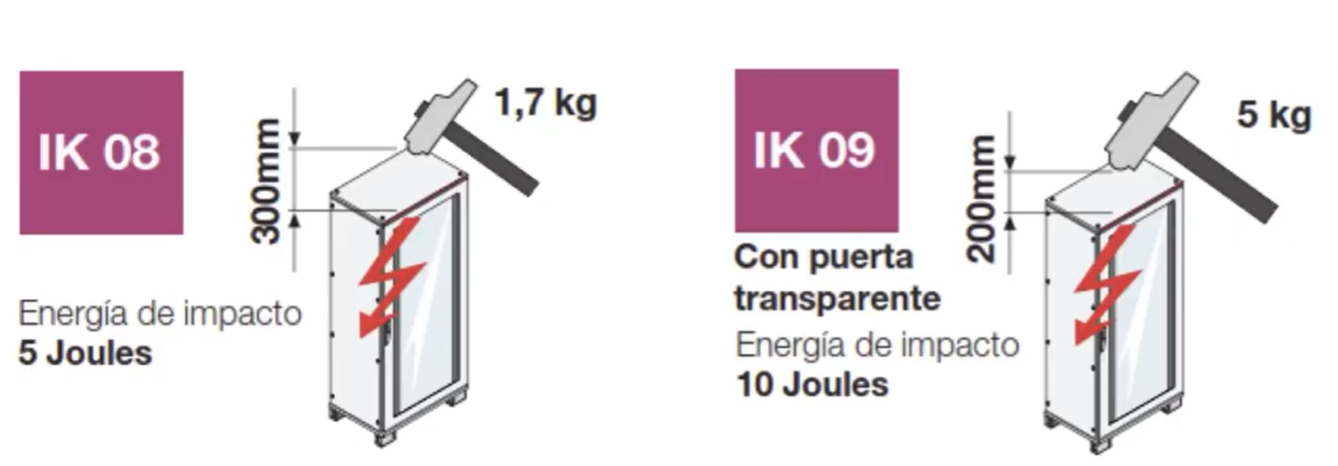 IK 08
300mm
1,7 kg
Energía de impacto
5 Joules
IK 09
200mm
5 kg
Con puerta
transparente
Energía de impacto
10 Joules